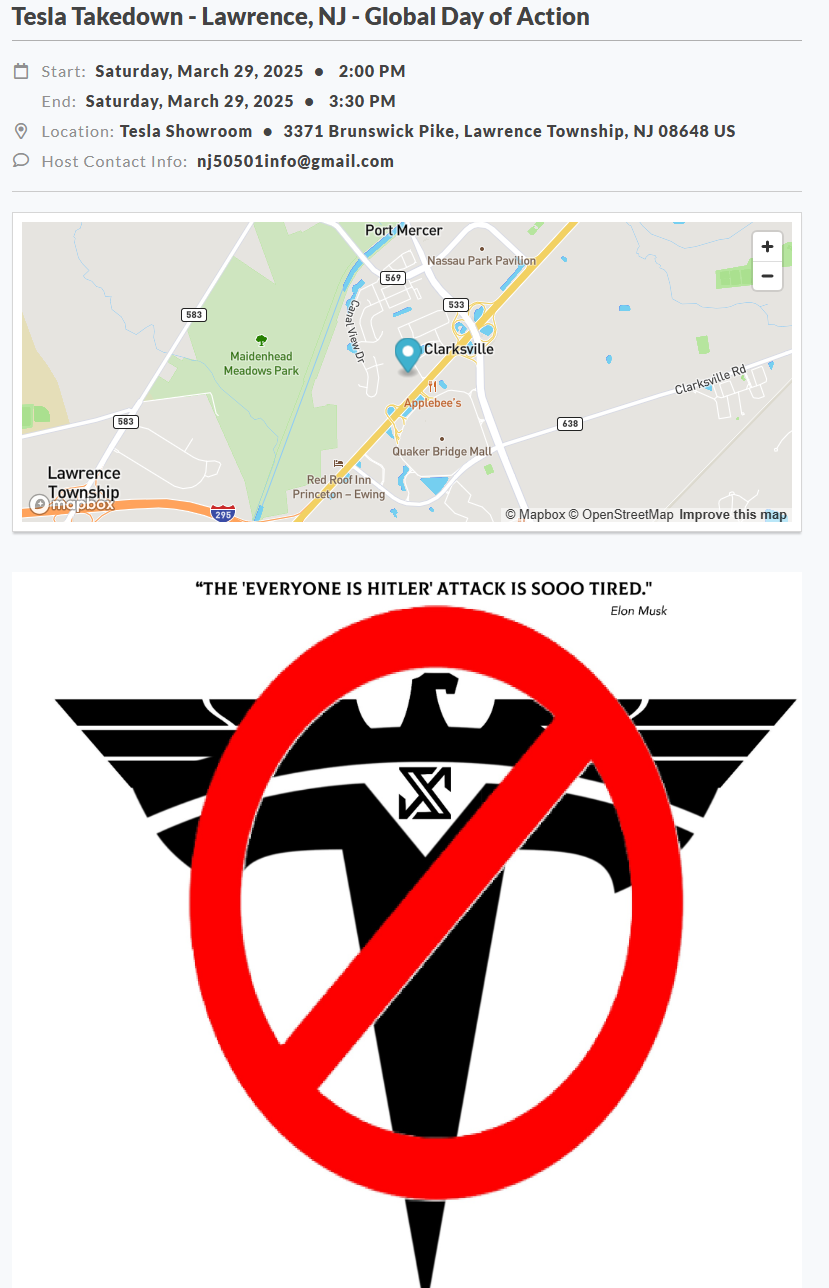 Tesla Takedown - Lawrence, NJ - Global Day of Action
Start: Saturday, March 29, 2025 ● 2:00 PM
End: Saturday, March 29, 2025 ● 3:30 PM
Location: Tesla Showroom ● 3371 Brunswick Pike, Lawrence Township, NJ 08648 US
Host Contact Info: nj50501info@gmail.com
Port Mercer
+
Nassau Park Pavilion
−
569
533
583
Canal View Dr
Clarksville
Maidenhead
Meadows Park
Clarksville Rd
Applebee's
583
638
Quaker Bridge Mall
Lawrence
Township
Red Roof Inn
Princeton – Ewing
mapbox
295
© Mapbox © OpenStreetMap Improve this map
“THE 'EVERYONE IS HITLER' ATTACK IS SOOO TIRED."
Elon Musk